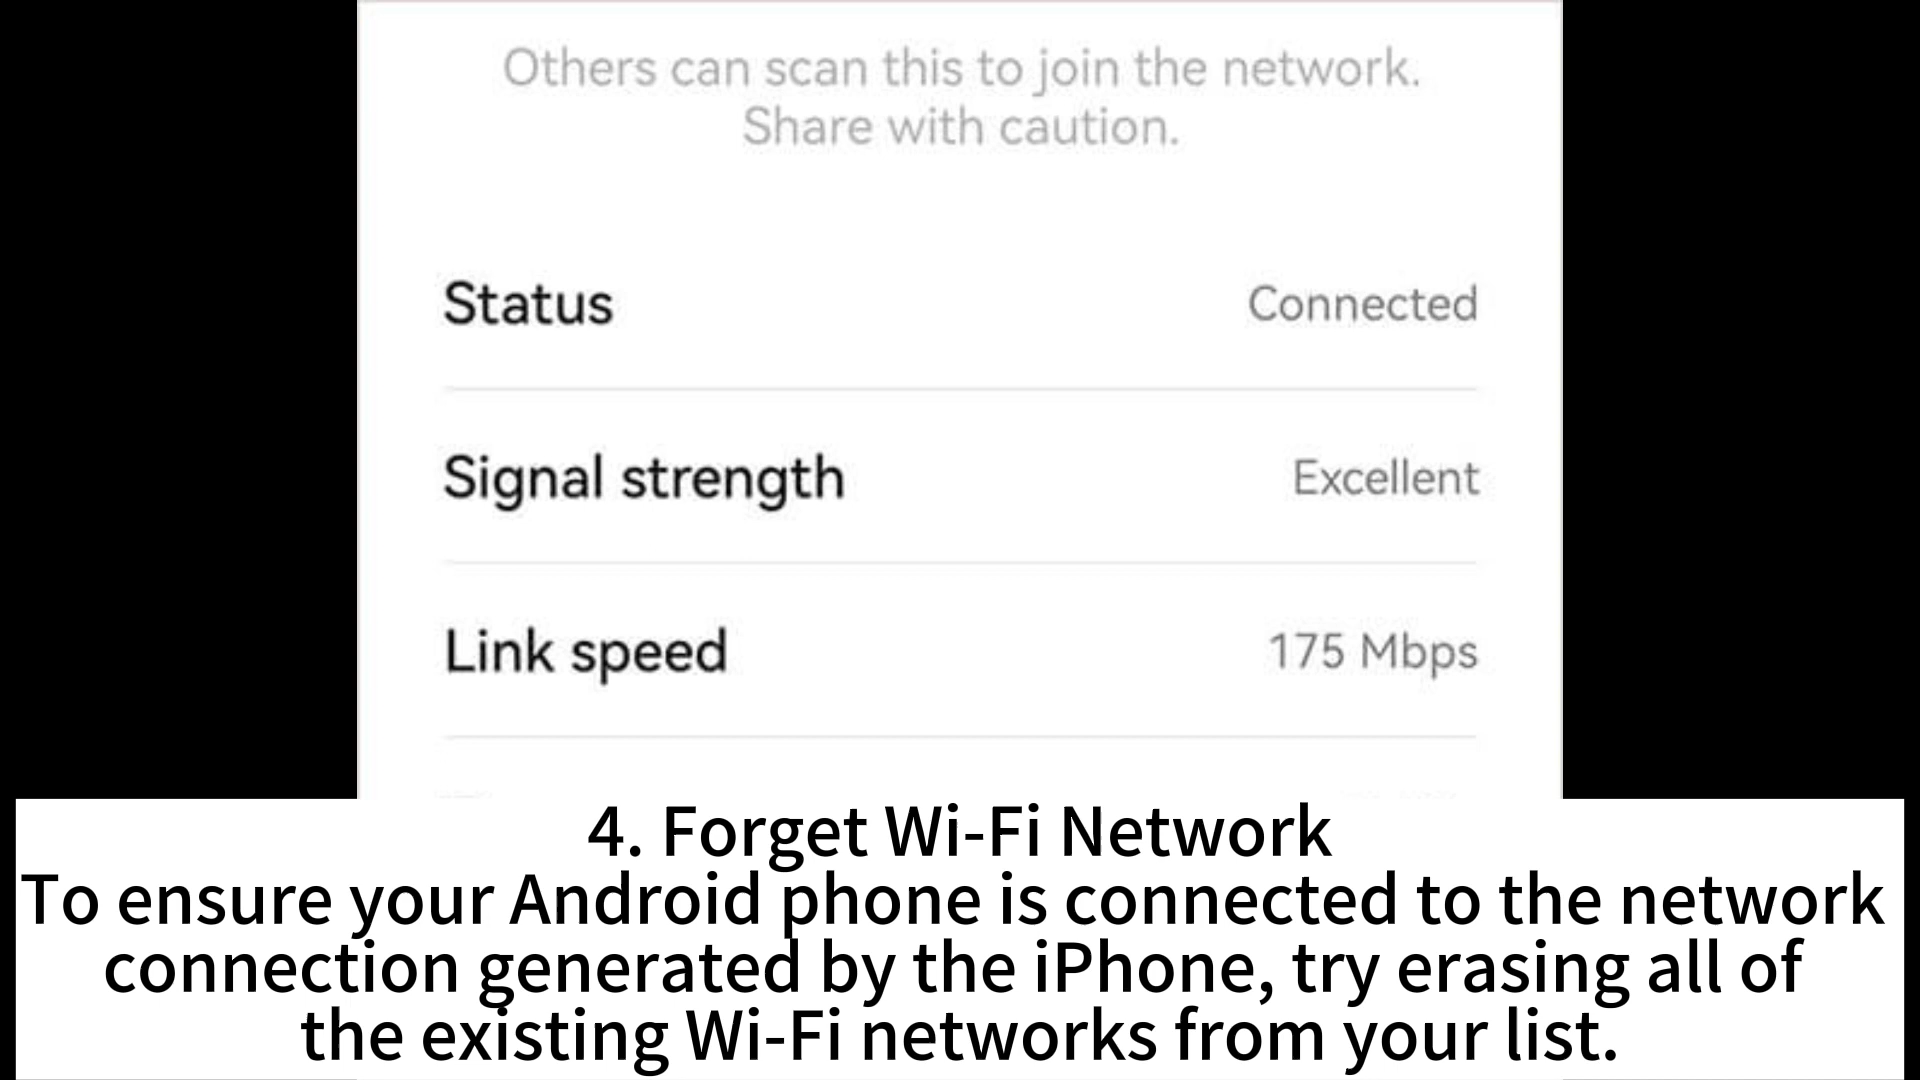 Others can scan this to join the network.
Share with caution.
Status Connected
Signal strength Excellent
Link speed 175 Mbps
4. Forget Wi-Fi Network
To ensure your Android phone is connected to the network
connection generated by the iPhone, try erasing all of
the existing Wi-Fi networks from your list.